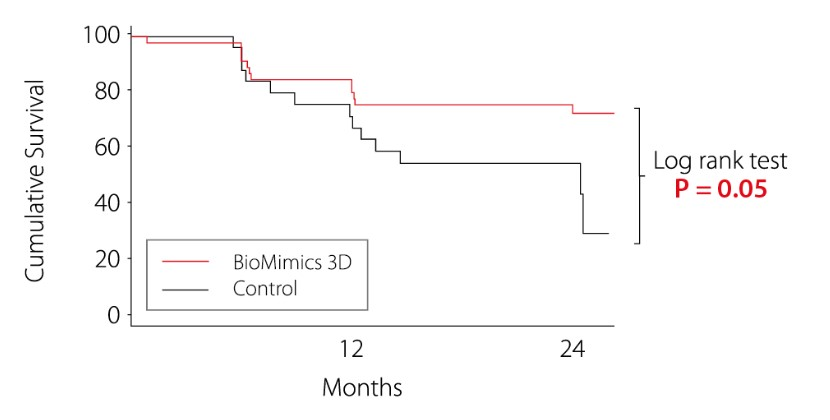 100
80
60
40
20
0
Cumulative Survival
BioMimics 3D
Control
12
24
Months
Log rank test
P = 0.05